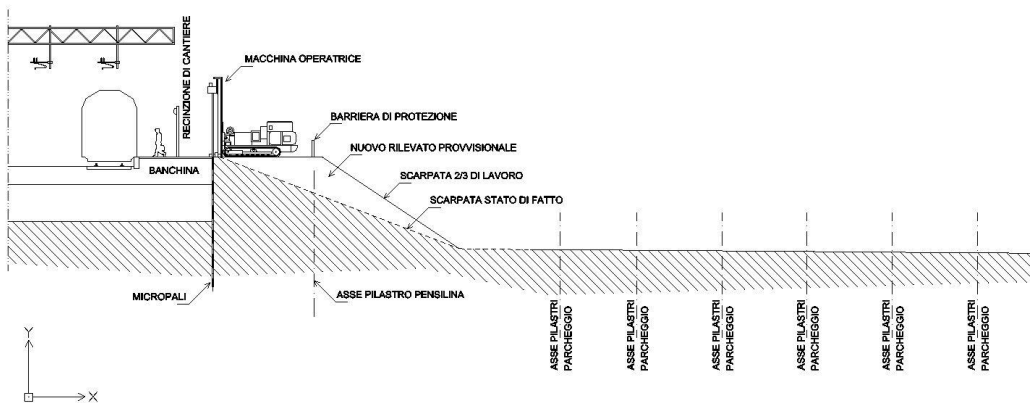 RECINZIONE DI CANTIERE
MACCHINA OPERATRICE
BARRIERA DI PROTEZIONE
NUOVO RILEVATO PROVVISIONALE
BANCHINA
SCARPATA 2/3 DI LAVORO
SCARPATA STATO DI FATTO
MICROPALI
ASSE PILASTRO PENSILINA
ASSE PILASTRI
PARCHEGGIO
ASSE PILASTRI
PARCHEGGIO
ASSE PILASTRI
PARCHEGGIO
ASSE PILASTRI
PARCHEGGIO
ASSE PILASTRI
PARCHEGGIO
ASSE PILASTRI
PARCHEGGIO
Y
X